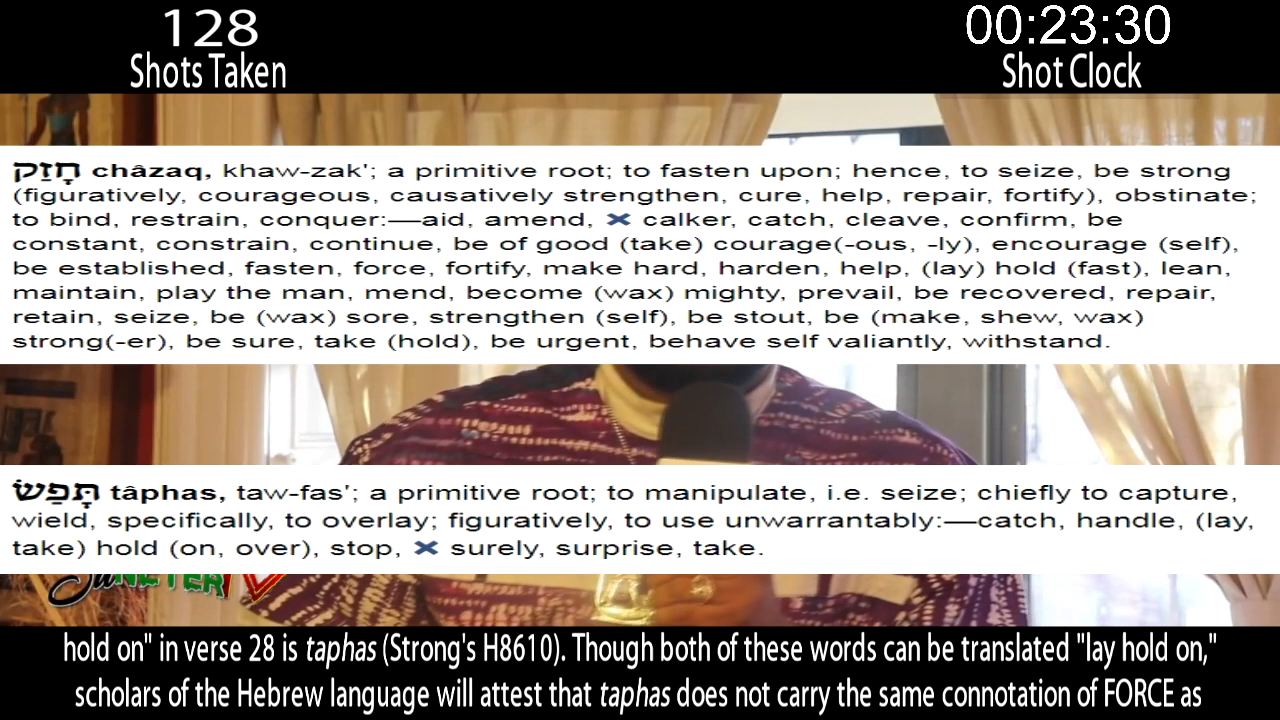 128
Shots Taken
00:23:30
Shot Clock
חָזַק châzaq, khaw-zak'; a primitive root; to fasten upon; hence, to seize, be strong
(figuratively, courageous, causatively strengthen, cure, help, repair, fortify), obstinate;
to bind, restrain, conquer:—aid, amend, × calker, catch, cleave, confirm, be
constant, constrain, continue, be of good (take) courage(-ous, -ly), encourage (self),
be established, fasten, force, fortify, make hard, harden, help, (lay) hold (fast), lean,
maintain, play the man, mend, become (wax) mighty, prevail, be recovered, repair,
retain, seize, be (wax) sore, strengthen (self), be stout, be (make, shew, wax)
strong(-er), be sure, take (hold), be urgent, behave self valiantly, withstand.
תָּפַשׂ tâphas, taw-fas'; a primitive root; to manipulate, i.e. seize; chiefly to capture,
wield, specifically, to overlay; figuratively, to use unwarrantably:—catch, handle, (lay,
take) hold (on, over), stop, × surely, surprise, take.
hold on" in verse 28 is taphas (Strong's H8610). Though both of these words can be translated "lay hold on,"
scholars of the Hebrew language will attest that taphas does not carry the same connotation of FORCE as